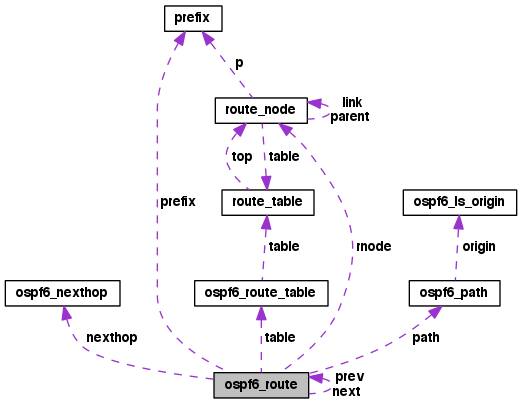 prefix
p
route_node
link
parent
top
table
prefix
route_table
ospf6_ls_origin
table
rnode
origin
ospf6_nexthop
ospf6_route_table
ospf6_path
nexthop
table
path
ospf6_route
prev
next